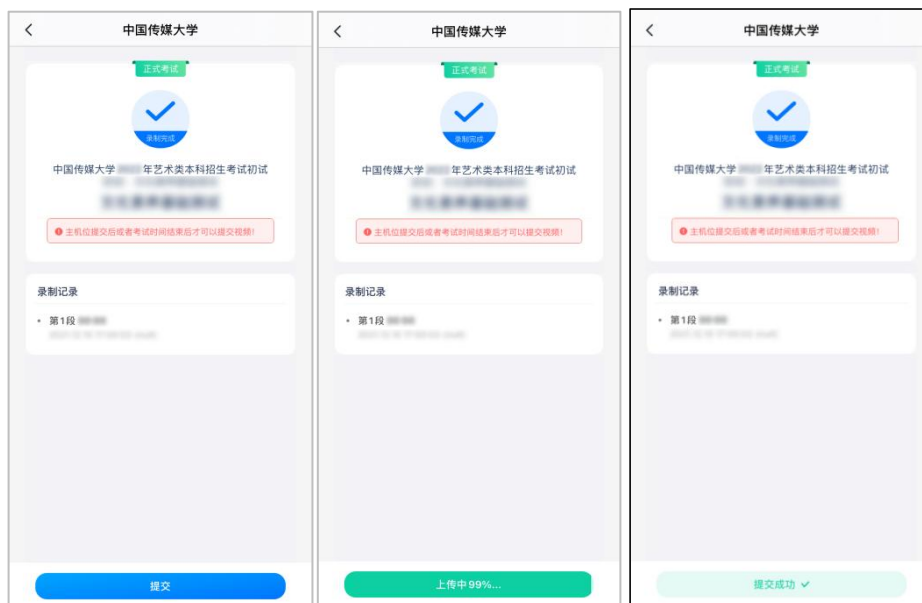 中国传媒大学
正式考试
录制完成
中国传媒大学 年艺术类本科招生考试初试
主机位提交后或者考试时间结束后才可以提交视频!
录制记录
• 第1段
提交
中国传媒大学
正式考试
录制完成
中国传媒大学 年艺术类本科招生考试初试
主机位提交后或者考试时间结束后才可以提交视频!
录制记录
• 第1段
上传中99%...
中国传媒大学
正式考试
录制完成
中国传媒大学 年艺术类本科招生考试初试
主机位提交后或者考试时间结束后才可以提交视频!
录制记录
• 第1段
提交成功